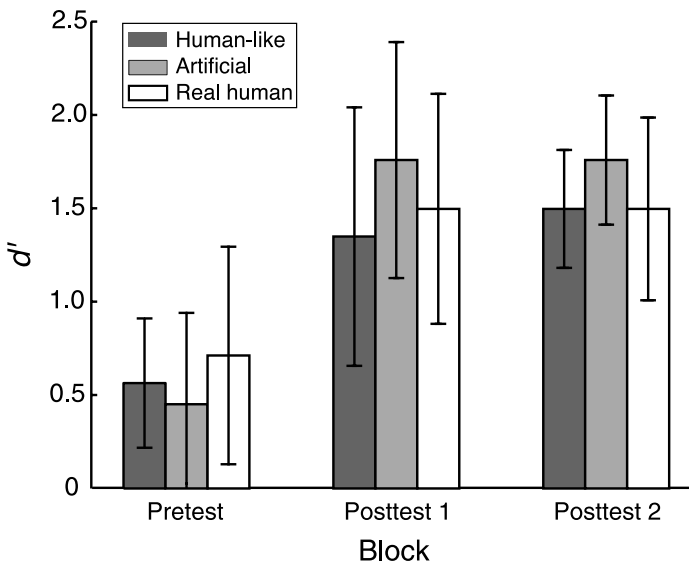 2.5
2.0
1.5
1.0
0.5
0
d'
Human-like
Artificial
Real human
Pretest
Posttest 1
Posttest 2
Block